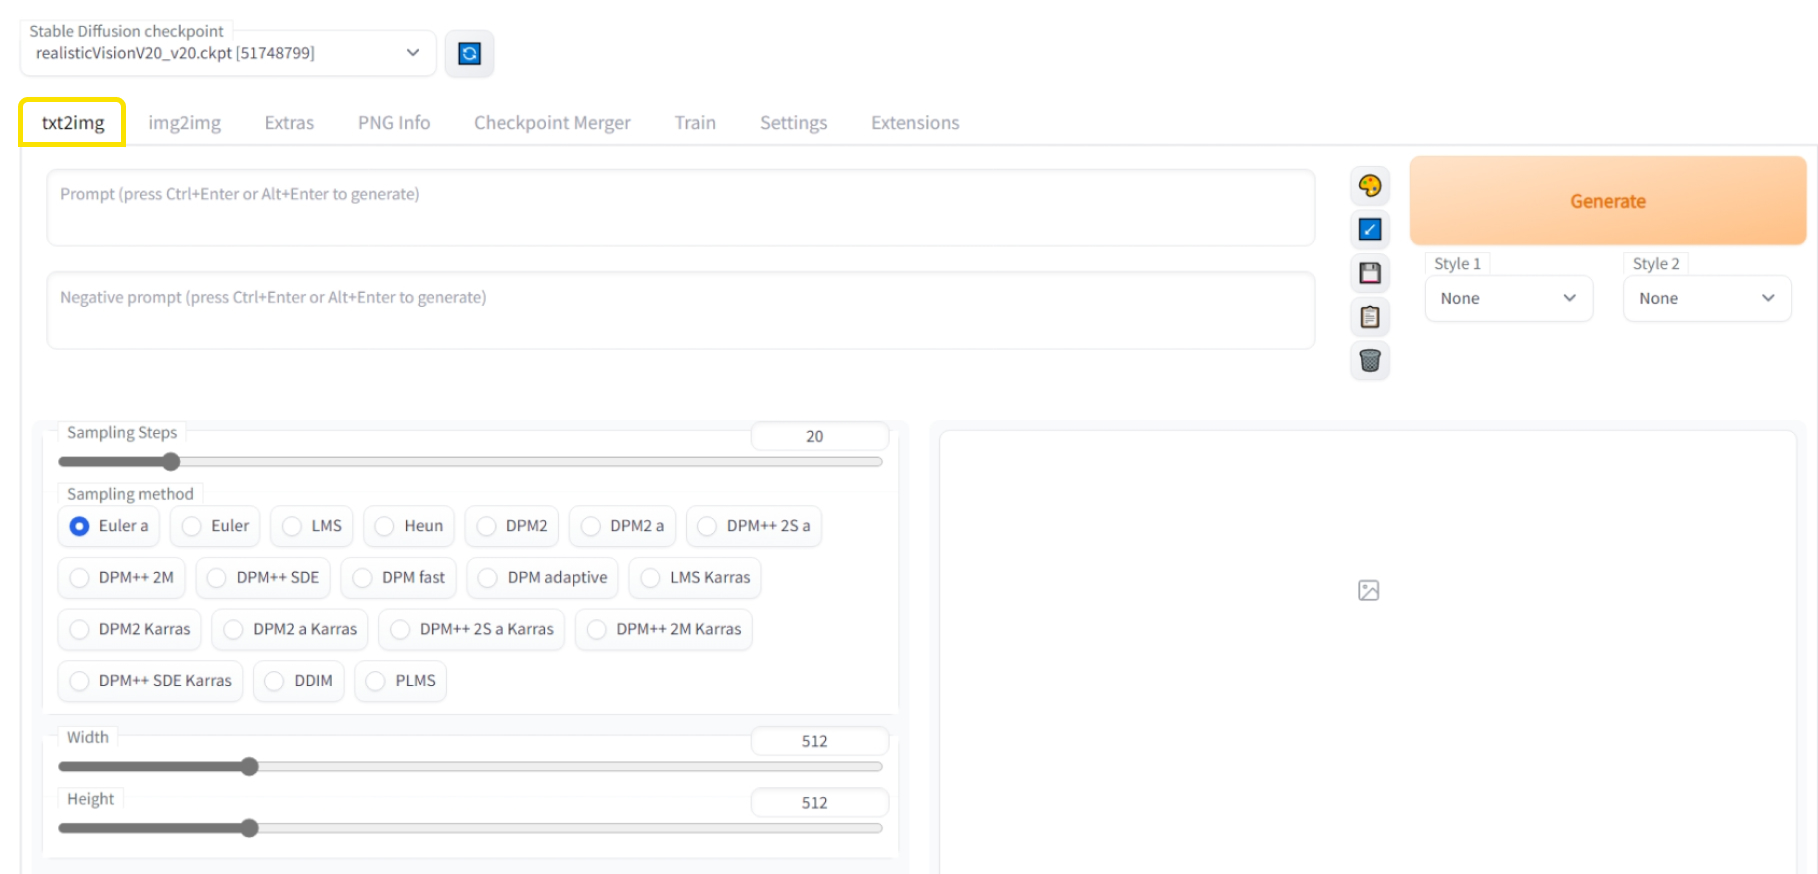 Stable Diffusion checkpoint
realisticVisionV20_v20.ckpt [51748799]
txt2img img2img Extras PNG Info Checkpoint Merger Train Settings Extensions
Prompt (press Ctrl+Enter or Alt+Enter to generate)
Generate
Negative prompt (press Ctrl+Enter or Alt+Enter to generate)
Style 1 Style 2
None None
Sampling Steps 20
Sampling method
Euler a Euler LMS Heun DPM2 DPM2 a DPM++ 2S a
DPM++ 2M DPM++ SDE DPM fast DPM adaptive LMS Karras
DPM2 Karras DPM2 a Karras DPM++ 2S a Karras DPM++ 2M Karras
DPM++ SDE Karras DDIM PLMS
Width 512
Height 512